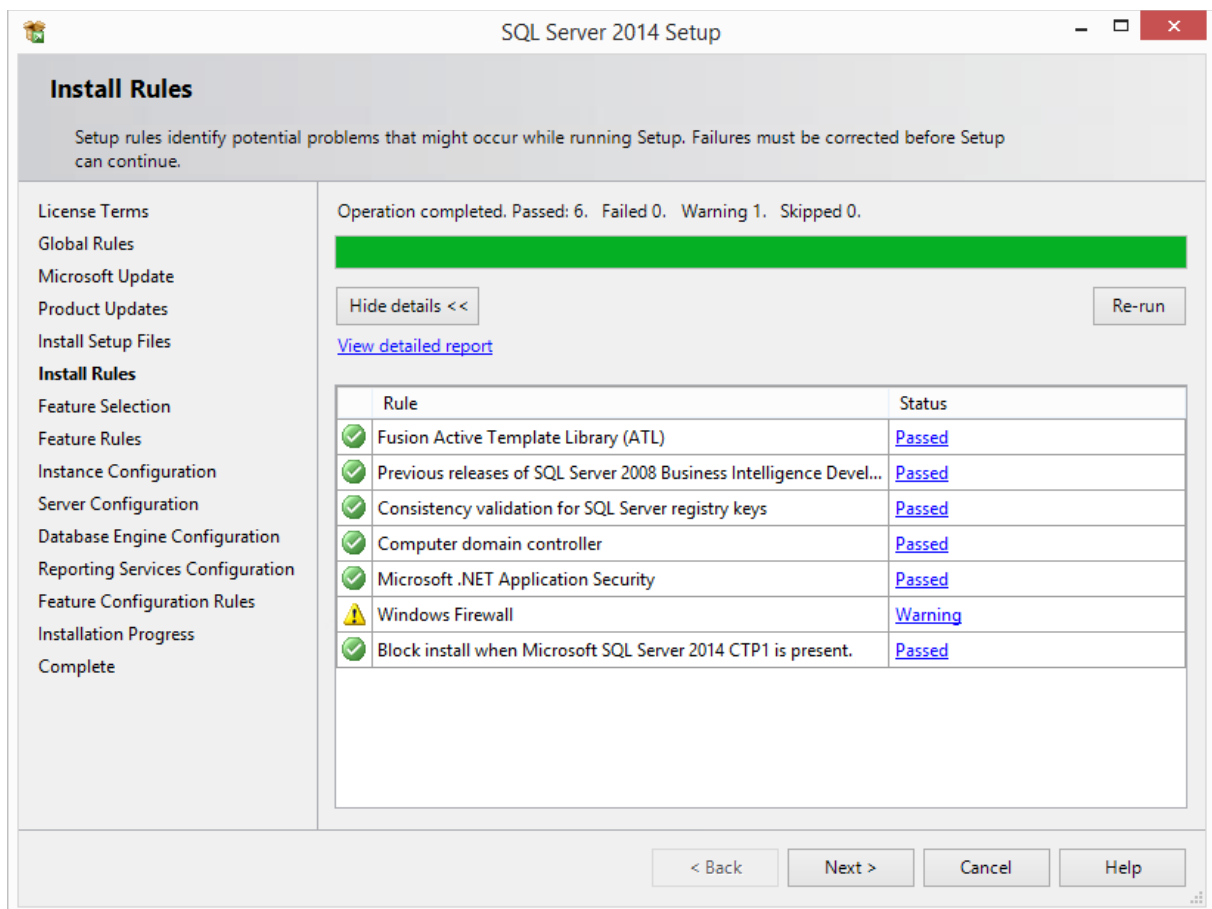 SQL Server 2014 Setup
Install Rules
Setup rules identify potential problems that might occur while running Setup. Failures must be corrected before Setup
can continue.
License Terms
Global Rules
Microsoft Update
Product Updates
Install Setup Files
Install Rules
Feature Selection
Feature Rules
Instance Configuration
Server Configuration
Database Engine Configuration
Reporting Services Configuration
Feature Configuration Rules
Installation Progress
Complete
Operation completed. Passed: 6. Failed 0. Warning 1. Skipped 0.
Hide details <<
Re-run
View detailed report
Rule Status
Fusion Active Template Library (ATL) Passed
Previous releases of SQL Server 2008 Business Intelligence Devel... Passed
Consistency validation for SQL Server registry keys Passed
Computer domain controller Passed
Microsoft .NET Application Security Passed
Windows Firewall Warning
Block install when Microsoft SQL Server 2014 CTP1 is present. Passed
< Back Next > Cancel Help